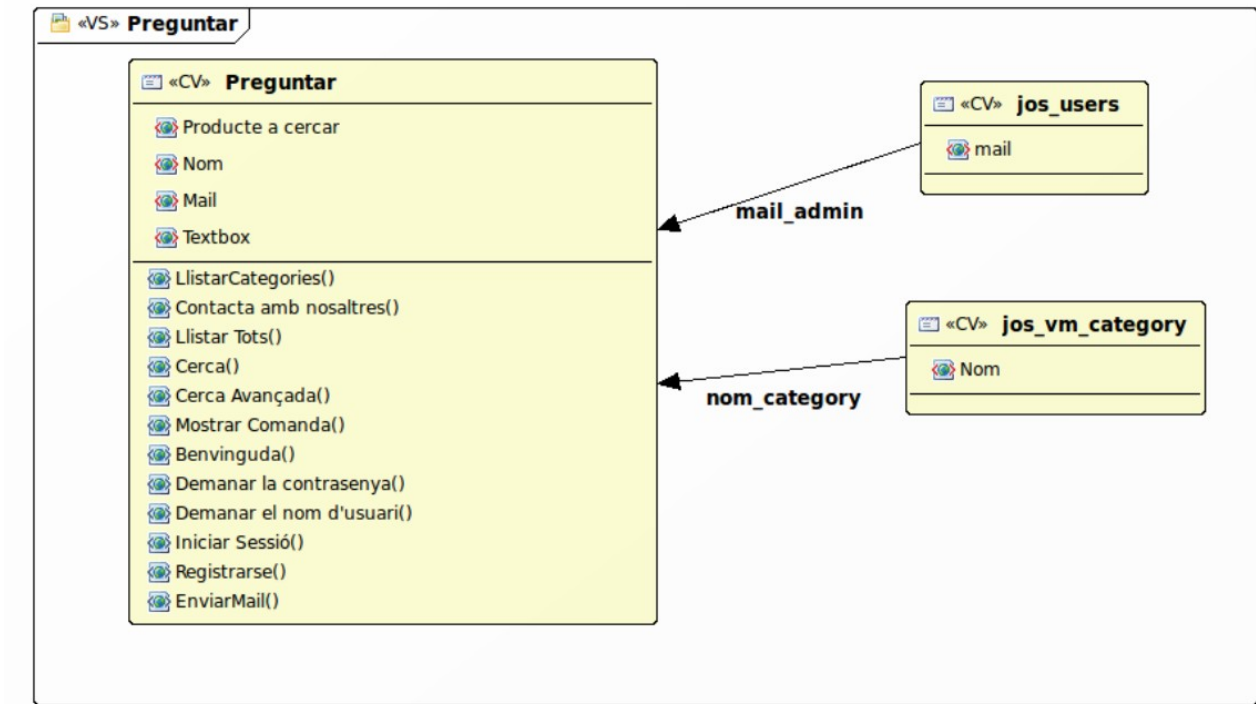 «VS» Preguntar
«CV» Preguntar
Producte a cercar
Nom
Mail
Textbox
LlistarCategories()
Contacta amb nosaltres()
Llistar Tots()
Cerca()
Cerca Avançada()
Mostrar Comanda()
Benvinguda()
Demanar la contrasenya()
Demanar el nom d'usuari()
Iniciar Sessió()
Registrarse()
EnviarMail()
mail_admin
«CV» jos_users
mail
nom_category
«CV» jos_vm_category
Nom